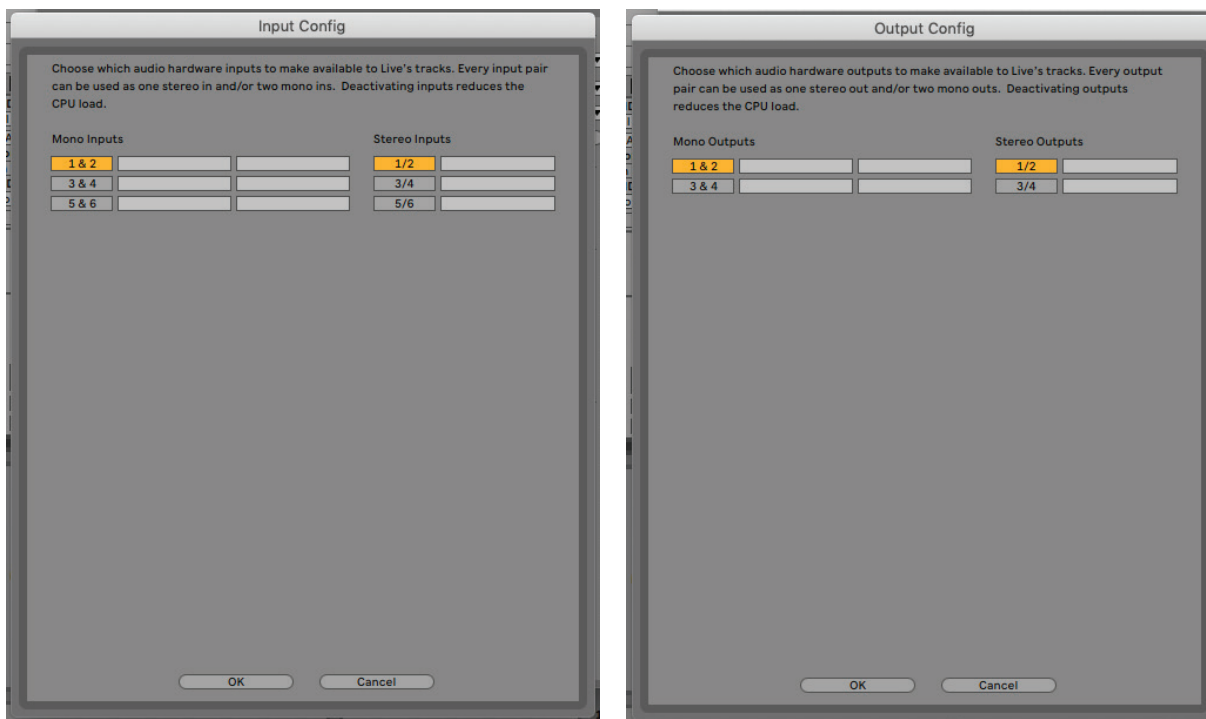 Input Config
Choose which audio hardware inputs to make available to Live's tracks. Every input pair
can be used as one stereo in and/or two mono ins. Deactivating inputs reduces the
CPU load.
Mono Inputs
Stereo Inputs
1 & 2
1/2
3 & 4
3/4
5 & 6
5/6
OK
Cancel
Output Config
Choose which audio hardware outputs to make available to Live's tracks. Every output
pair can be used as one stereo out and/or two mono outs. Deactivating outputs
reduces the CPU load.
Mono Outputs
Stereo Outputs
1 & 2
1/2
3 & 4
3/4
OK
Cancel